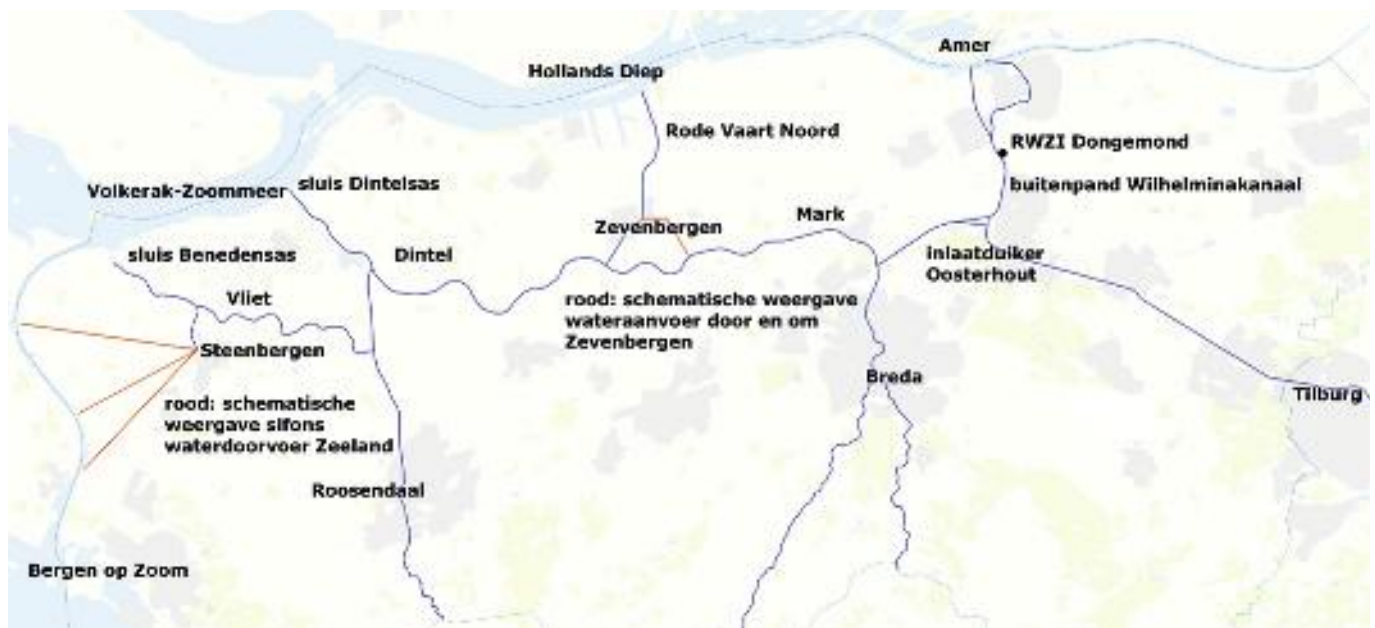 Amer
Hollands Diep
Rode Vaart Noord
RWZI Dongemond
Volkerak-Zoommeer
sluis Dintelsas
buitenpand Wilhelminakanaal
Zevenbergen
Mark
sluis Benedensas
Dintel
inlaatduiker
Oosterhout
Vliet
rood: schematische weergave
wateraanvoer door en om
Zevenbergen
Steenbergen
Breda
Tilburg
rood: schematische
weergave sifons
waterdoorvoer Zeeland
Roosendaal
Bergen op Zoom